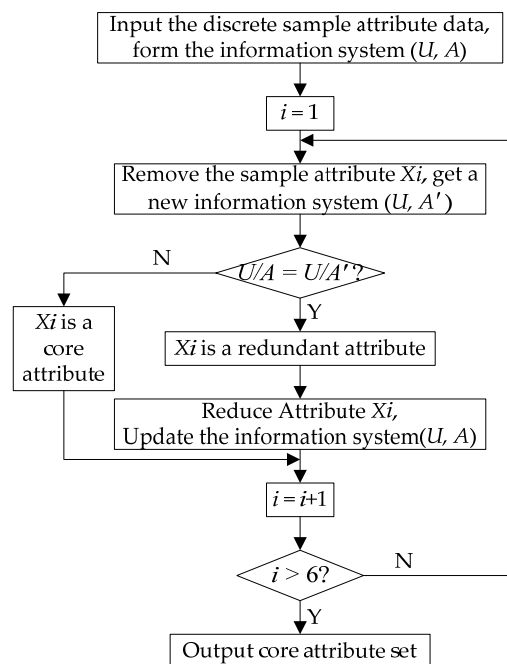 Input the discrete sample attribute data,
form the information system (U, A)
i = 1
Remove the sample attribute Xi, get a
new information system (U, A′)
N
U/A = U/A′ ?
Y
Xi is a
core
attribute
Xi is a redundant attribute
Reduce Attribute Xi,
Update the information system(U, A)
i = i+1
i > 6?
N
Y
Output core attribute set